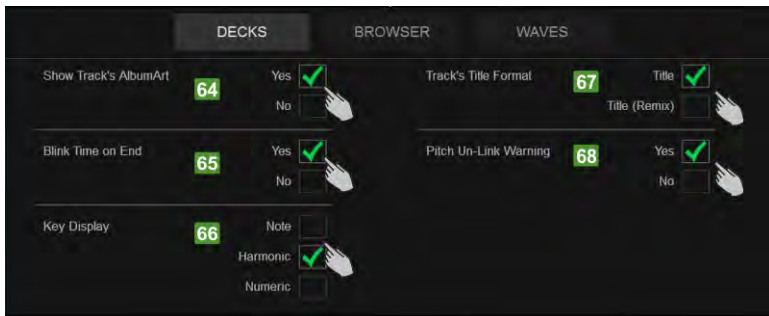 DECKS BROWSER WAVES
Show Track's AlbumArt 64 Yes
No
Blink Time on End 65 Yes
No
Key Display 66 Note
Harmonic
Numeric
Track's Title Format 67 Title
Title (Remix)
Pitch Un-Link Warning 68 Yes
No